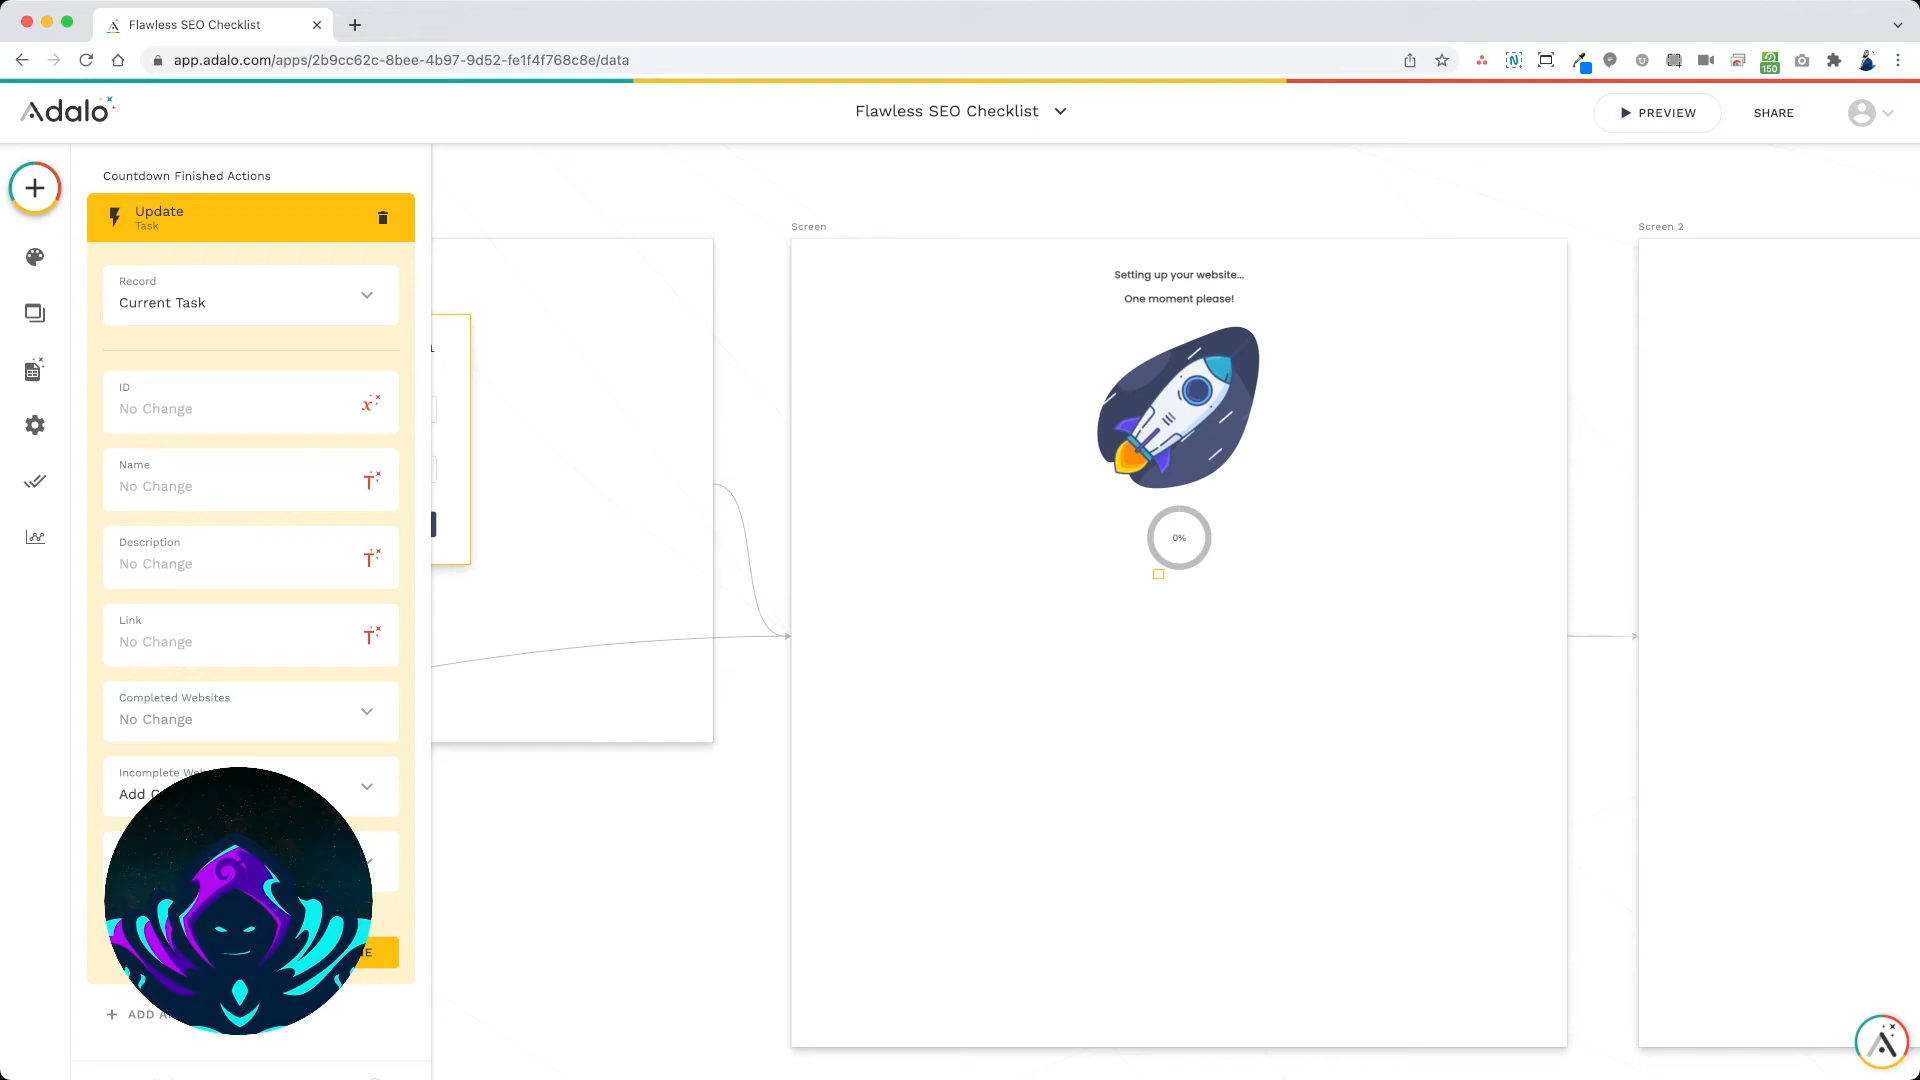 Flawless SEO Checklist
app.adalo.com/apps/2b9cc62c-8bee-4b97-9d52-fe1f4f768c8e/data
150
Adalo
Flawless SEO Checklist
PREVIEW
SHARE
Countdown Finished Actions
Update
Task
Record
Current Task
ID
No Change
Name
No Change
Description
No Change
Link
No Change
Completed Websites
No Change
Incomplete
Add
ADD
Screen
Setting up your website...
One moment please!
0%
Screen 2